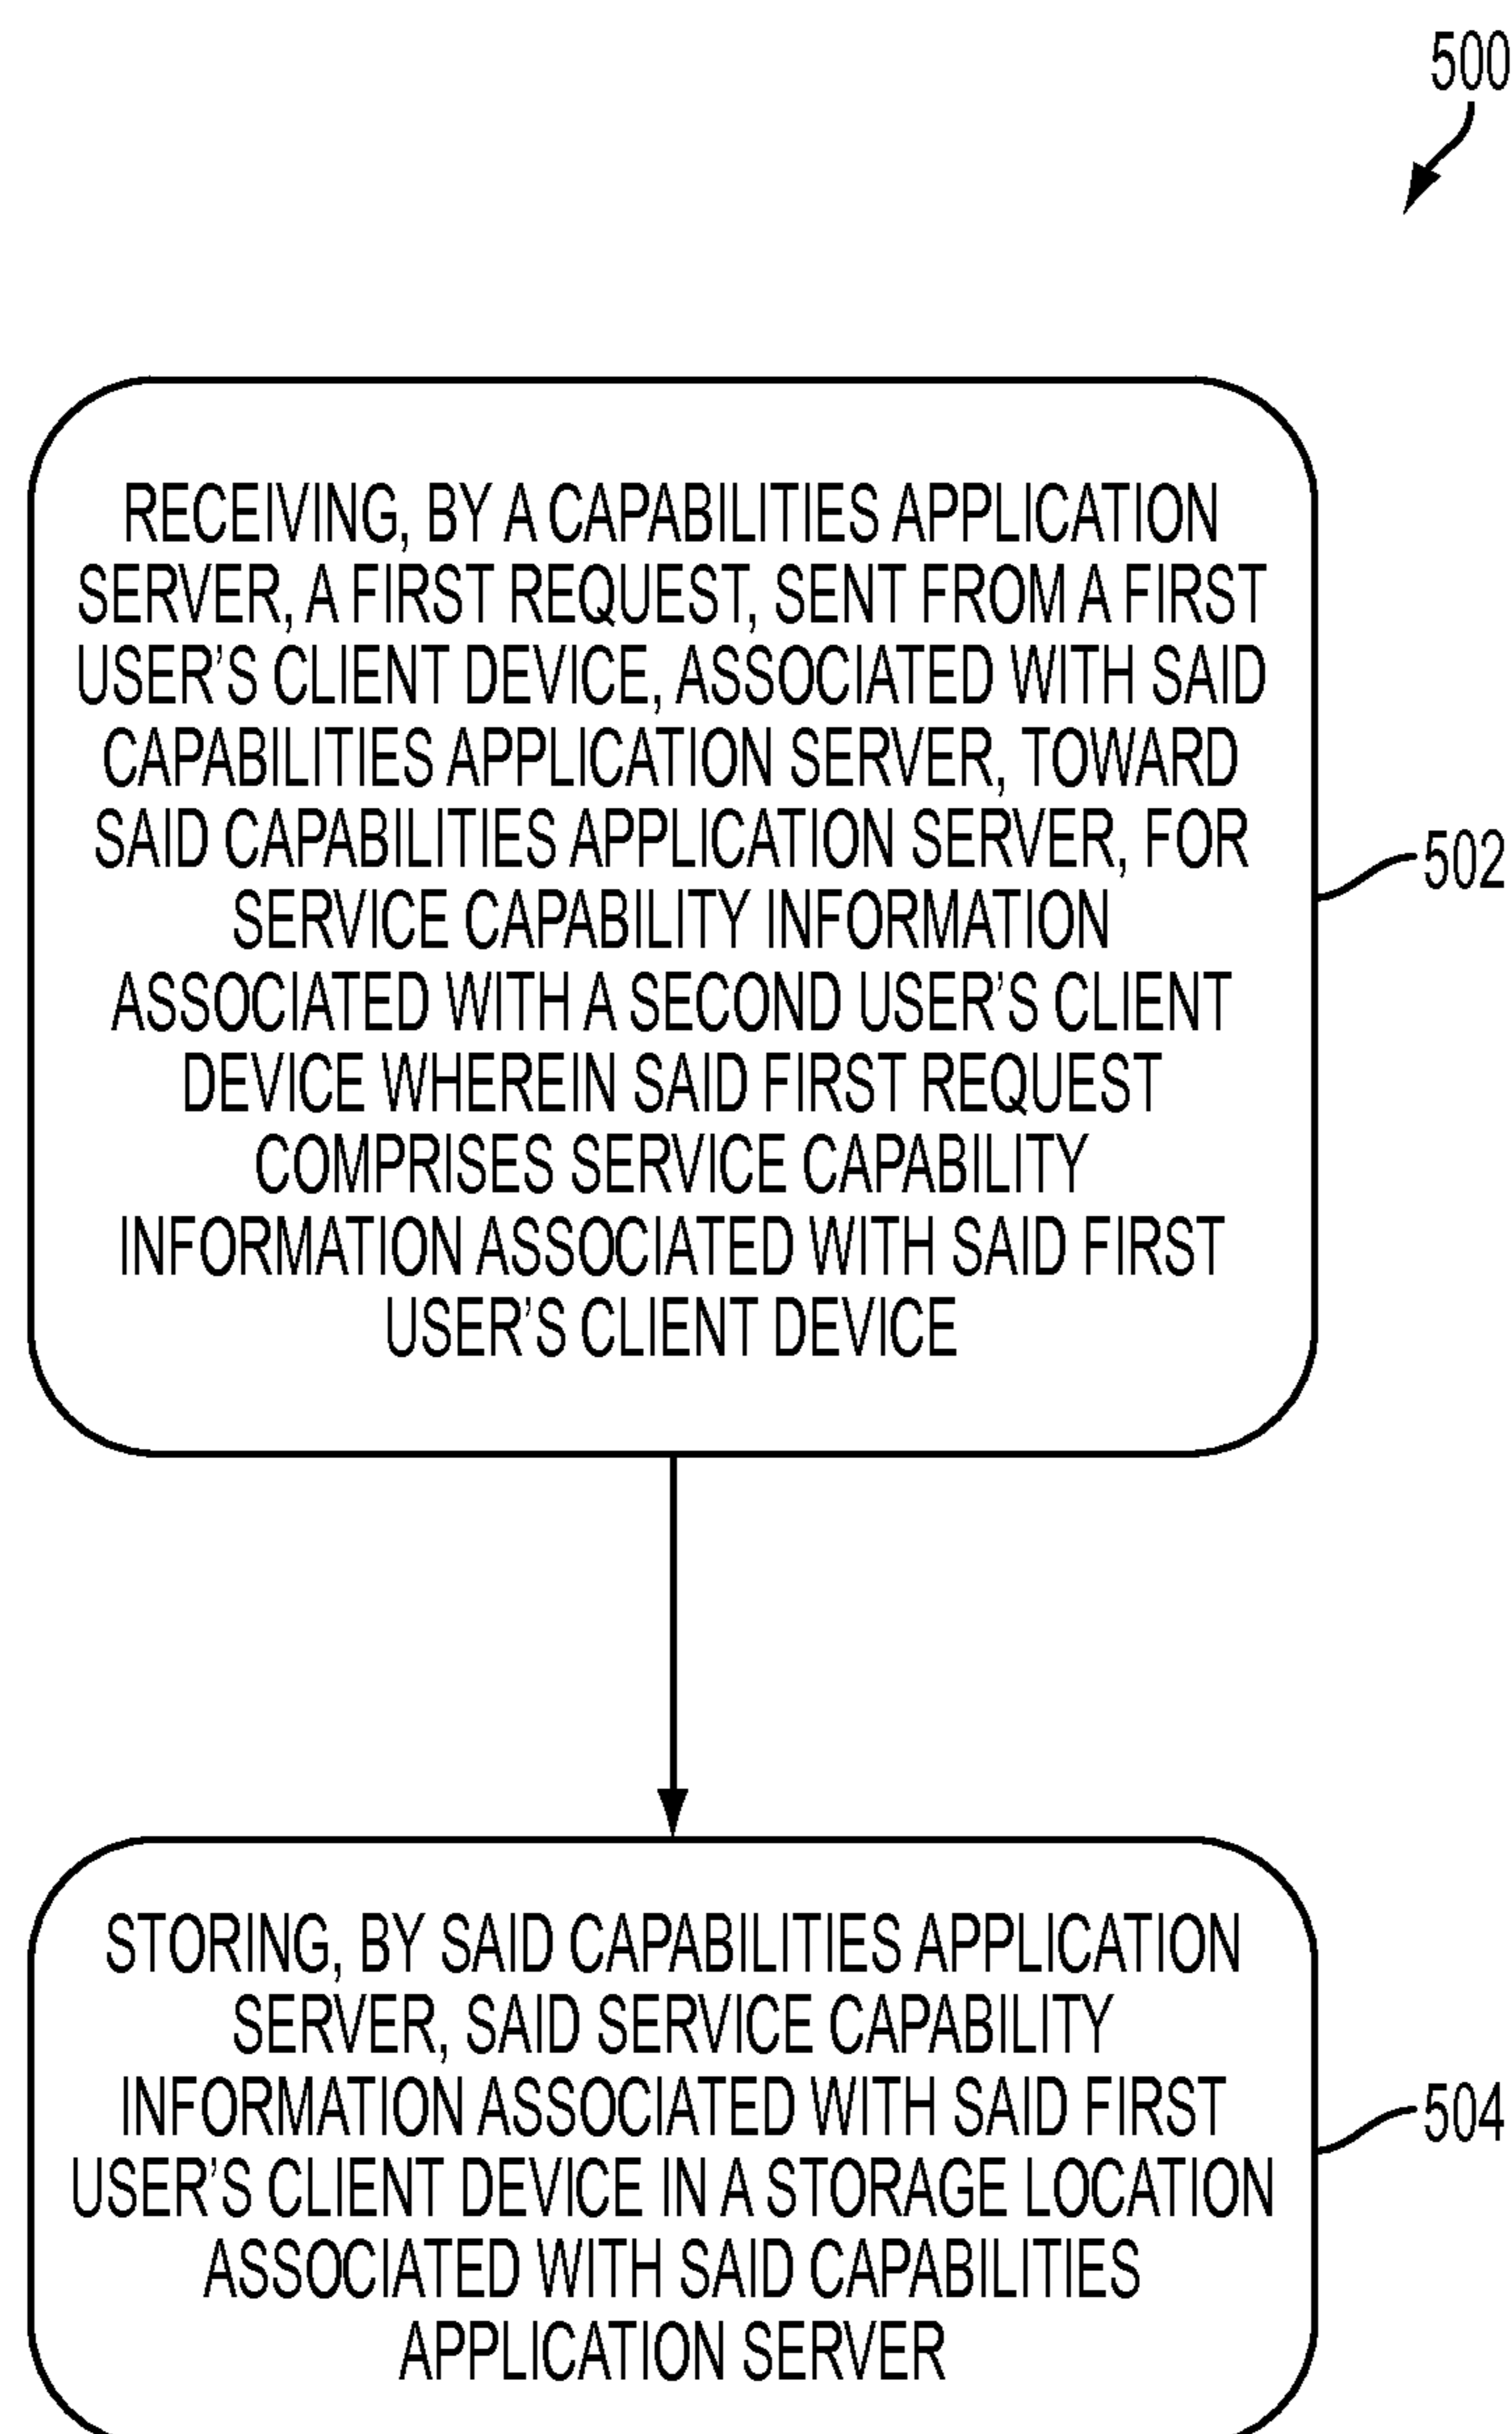 500
RECEIVING, BY A CAPABILITIES APPLICATION
SERVER, A FIRST REQUEST, SENT FROM A FIRST
USER'S CLIENT DEVICE, ASSOCIATED WITH SAID
CAPABILITIES APPLICATION SERVER, TOWARD
SAID CAPABILITIES APPLICATION SERVER, FOR
SERVICE CAPABILITY INFORMATION
ASSOCIATED WITH A SECOND USER'S CLIENT
DEVICE WHEREIN SAID FIRST REQUEST
COMPRISES SERVICE CAPABILITY
INFORMATION ASSOCIATED WITH SAID FIRST
USER'S CLIENT DEVICE
502
STORING, BY SAID CAPABILITIES APPLICATION
SERVER, SAID SERVICE CAPABILITY
INFORMATION ASSOCIATED WITH SAID FIRST
USER'S CLIENT DEVICE IN A STORAGE LOCATION
ASSOCIATED WITH SAID CAPABILITIES
APPLICATION SERVER
504